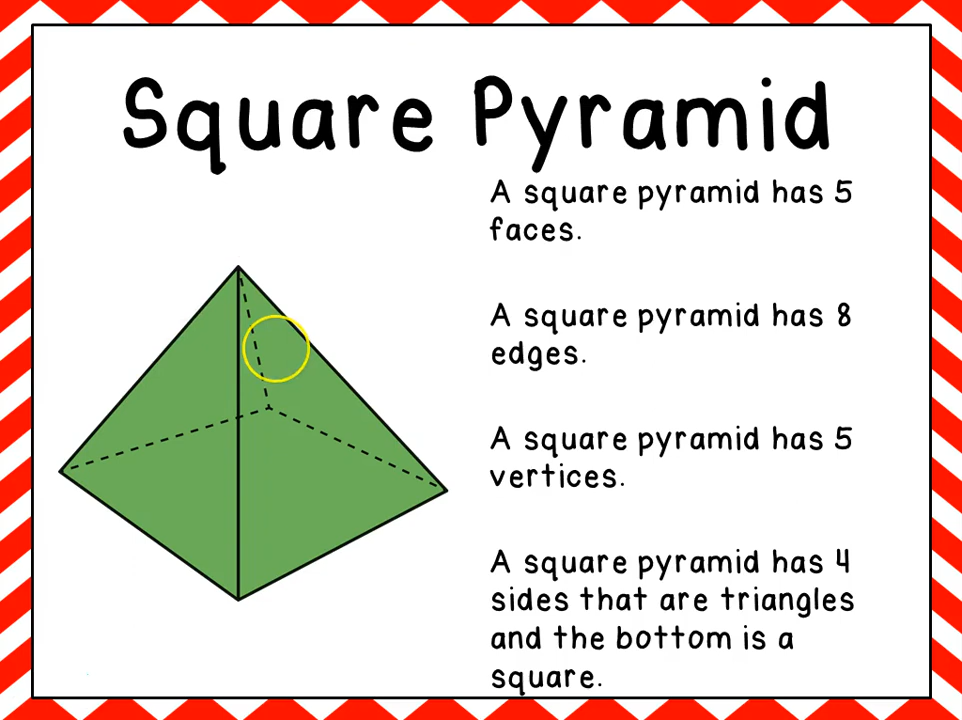 Square Pyramid
A square pyramid has 5
faces.
A square pyramid has 8
edges.
A square pyramid has 5
vertices.
A square pyramid has 4
sides that are triangles
and the bottom is a
square.